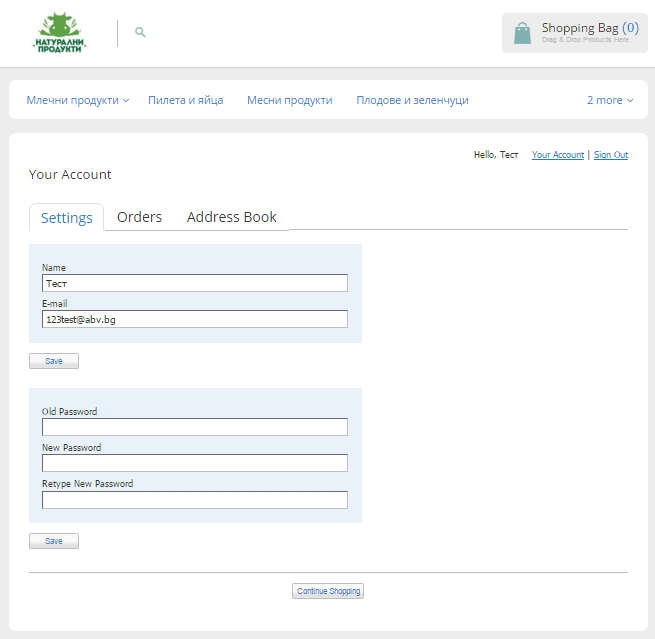 НАТУРАЛНИ
ПРОДУКТИ
Shopping Bag (0)
Drag & Drop Products Here
Млечни продукти
Пилета и яйца
Месни продукти
Плодове и зеленчуци
2 more
Hello, Тест
Your Account | Sign Out
Your Account
Settings
Orders
Address Book
Name
Тест
E-mail
123test@abv.bg
Save
Old Password
New Password
Retype New Password
Save
Continue Shopping